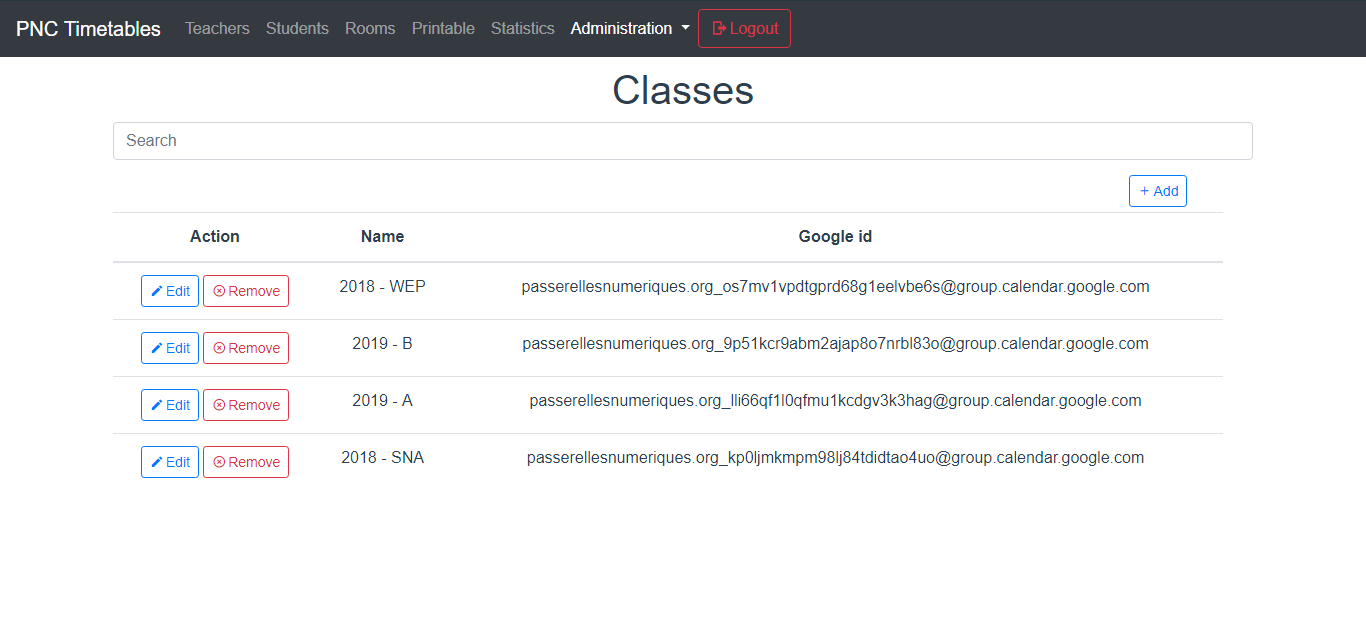 PNC Timetables Teachers Students Rooms Printable Statistics Administration Logout
Classes
Search
+ Add
Action Name Google id
Edit Remove 2018 - WEP passerellesnumeriques.org_os7mv1vpdtgprd68g1eelvbe6s@group.calendar.google.com
Edit Remove 2019 - B passerellesnumeriques.org_9p51kcr9abm2ajap8o7nrbl83o@group.calendar.google.com
Edit Remove 2019 - A passerellesnumeriques.org_lli66qf1l0qfmu1kcdgv3k3hag@group.calendar.google.com
Edit Remove 2018 - SNA passerellesnumeriques.org_kp0ljmkmpm98lj84tdidtao4uo@group.calendar.google.com